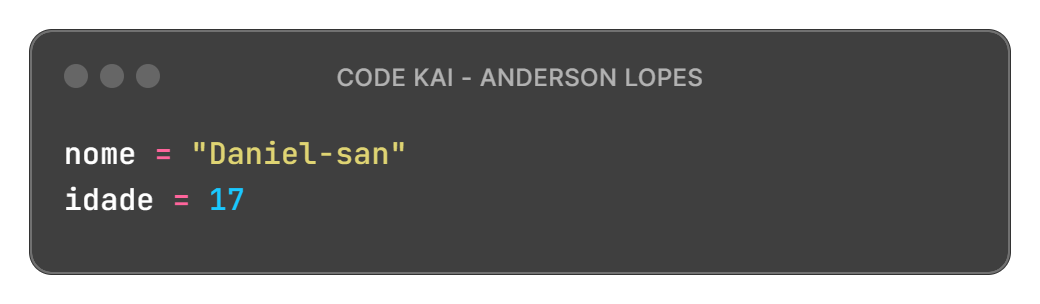 CODE KAI - ANDERSON LOPES
nome = "Daniel-san"
idade = 17